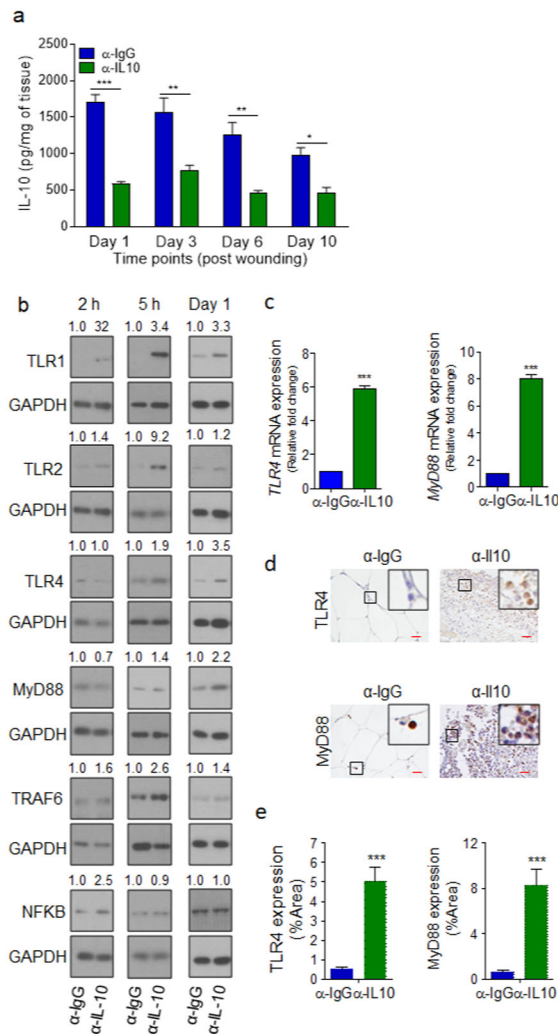 a
α-IgG
α-IL10
IL-10 (pg/mg of tissue)
2500
2000
1500
1000
500
0
*** ** ** *
Day 1 Day 3 Day 6 Day 10
Time points (post wounding)
b
2 h 5 h Day 1
1.0 32 1.0 3.4 1.0 3.3
TLR1
GAPDH
1.0 1.4 1.0 9.2 1.0 1.2
TLR2
GAPDH
1.0 1.0 1.0 1.9 1.0 3.5
TLR4
GAPDH
1.0 0.7 1.0 1.4 1.0 2.2
MyD88
GAPDH
1.0 1.6 1.0 2.6 1.0 1.4
TRAF6
GAPDH
1.0 2.5 1.0 0.9 1.0 1.0
NFKB
GAPDH
α-IgG α-IL-10 α-IgG α-IL-10 α-IgG α-IL-10
c
TLR4 mRNA expression
(Relative fold change)
8
6
4
2
0
***
α-IgGα-IL10
MyD88 mRNA expression
(Relative fold change)
10
8
6
4
2
0
***
α-IgGα-IL10
d
α-IgG α-Il10
TLR4
α-IgG α-Il10
MyD88
e
TLR4 expression
(%Area)
7
6
5
4
3
2
1
0
***
α-IgGα-IL10
MyD88 expression
(%Area)
12
8
4
0
***
α-IgGα-IL10